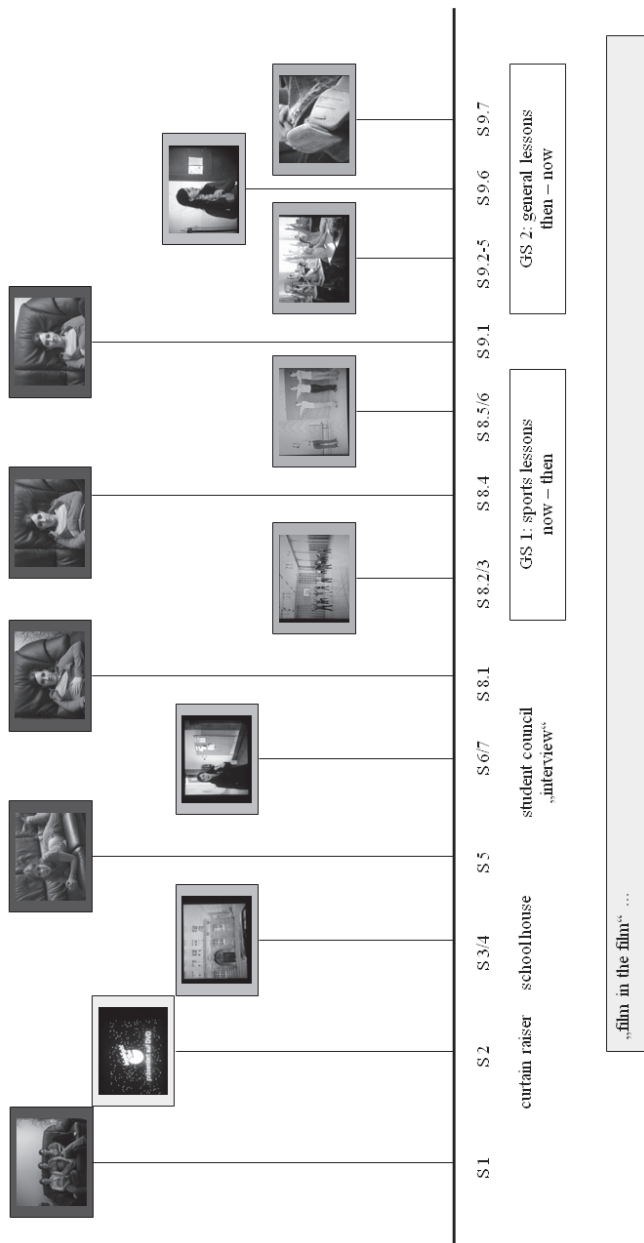 S1
S2
S3/4
S5
S6/7
S8.1
S8.2/3
S8.4
S8.5/6
S9.1
S9.2-5
S9.6
S9.7
curtain raiser
schoolhouse
student council
„interview“
GS 1: sports lessons
now – then
GS 2: general lessons
then – now
„film in the film“ ...